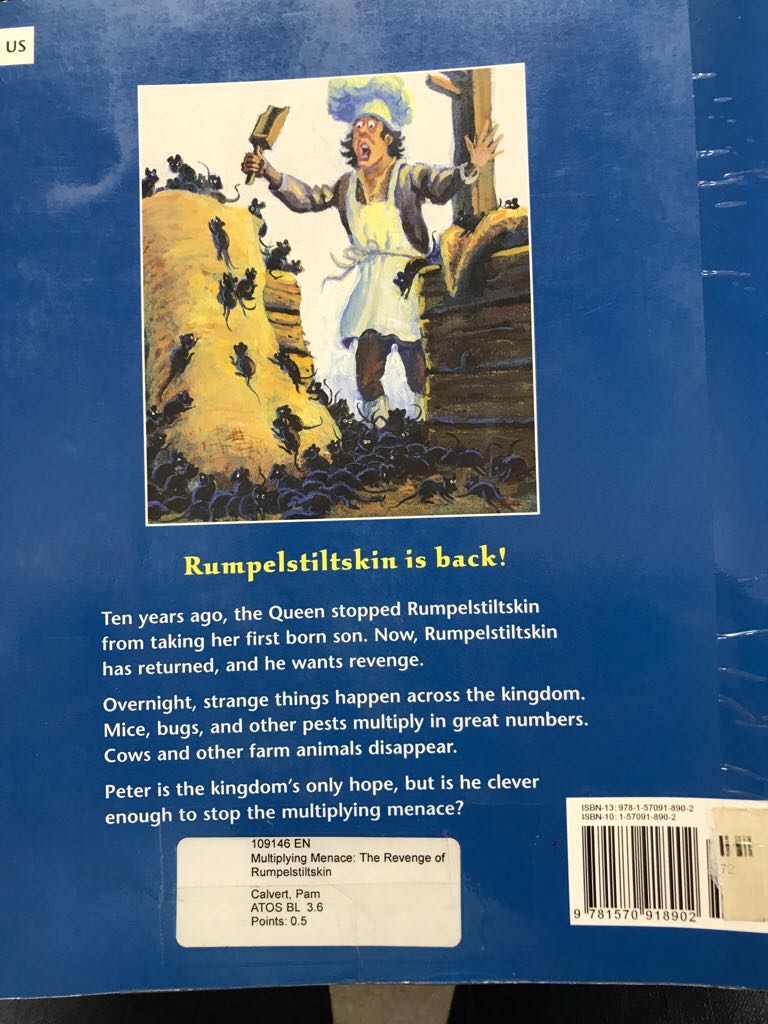 US
Rumpelstiltskin is back!
Ten years ago, the Queen stopped Rumpelstiltskin
from taking her first born son. Now, Rumpelstiltskin
has returned, and he wants revenge.
Overnight, strange things happen across the kingdom.
Mice, bugs, and other pests multiply in great numbers.
Cows and other farm animals disappear.
Peter is the kingdom's only hope, but is he clever
enough to stop the multiplying menace?
109146 EN
Multiplying Menace: The Revenge of
Rumpelstiltskin
Calvert, Pam
ATOS BL 3.6
Points: 0.5
ISBN-13: 978-1-57091-890-2
ISBN-10: 1-57091-890-2
72
9 781570 918902